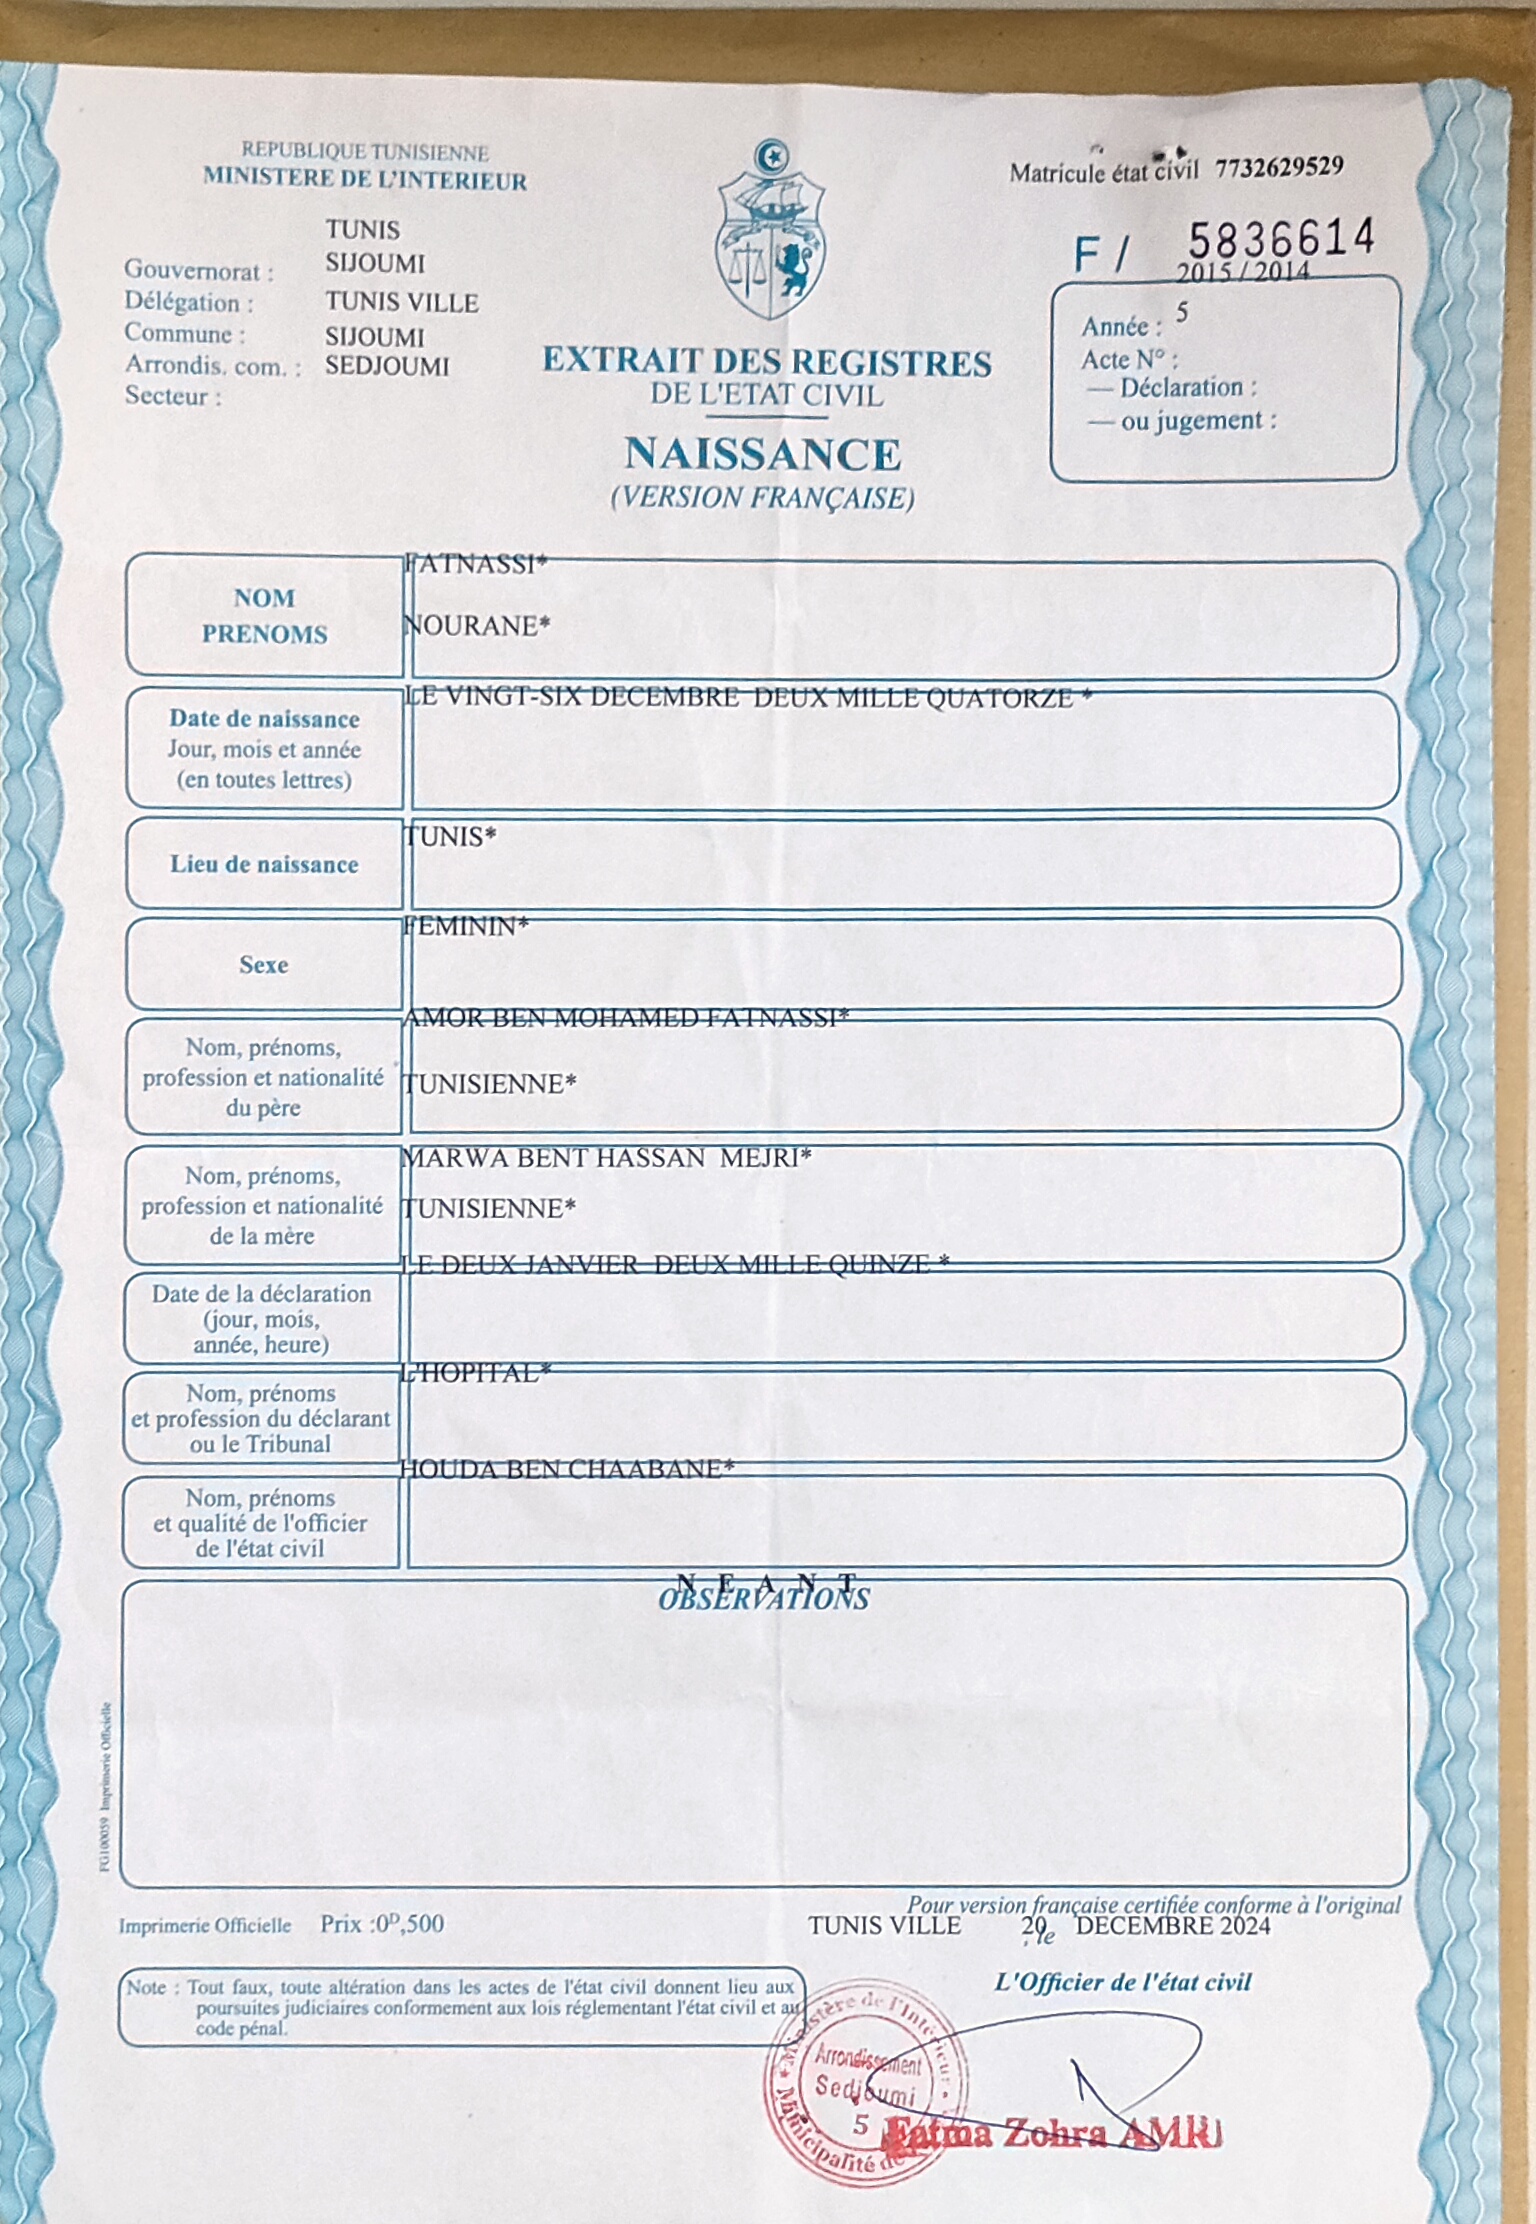 REPUBLIQUE TUNISIENNE
MINISTERE DE L'INTERIEUR
Matricule état civil 7732629529
F / 5836614
2015 / 2014
TUNIS
Gouvernorat : SIJOUMI
Délégation : TUNIS VILLE
Commune : SIJOUMI
Arrondis. com. : SEDJOUMI
Secteur :
Année : 5
Acte N° :
— Déclaration :
— ou jugement :
EXTRAIT DES REGISTRES
DE L'ETAT CIVIL
NAISSANCE
(VERSION FRANÇAISE)
NOM
PRENOMS
FATNASSI*
NOURANE*
Date de naissance
Jour, mois et année
(en toutes lettres)
LE VINGT-SIX DECEMBRE DEUX MILLE QUATORZE *
Lieu de naissance
TUNIS*
Sexe
FEMININ*
Nom, prénoms,
profession et nationalité
du père
AMOR BEN MOHAMED FATNASSI*
TUNISIENNE*
Nom, prénoms,
profession et nationalité
de la mère
MARWA BENT HASSAN MEJRI*
TUNISIENNE*
Date de la déclaration
(jour, mois,
année, heure)
LE DEUX JANVIER DEUX MILLE QUINZE *
Nom, prénoms
et profession du déclarant
ou le Tribunal
L'HOPITAL*
Nom, prénoms
et qualité de l'officier
de l'état civil
HOUDA BEN CHAABANE*
N E A N T
OBSERVATIONS
FG100059 Imprimerie Officielle
Imprimerie Officielle Prix :0ᴰ,500
Pour version française certifiée conforme à l'original
TUNIS VILLE , le 20 DECEMBRE 2024
L'Officier de l'état civil
Note : Tout faux, toute altération dans les actes de l'état civil donnent lieu aux
poursuites judiciaires conformement aux lois réglementant l'état civil et au
code pénal.
Ministère de l'Intérieur
Arrondissement
Sedjoumi
5
Municipalité de
Fatma Zohra AMRI